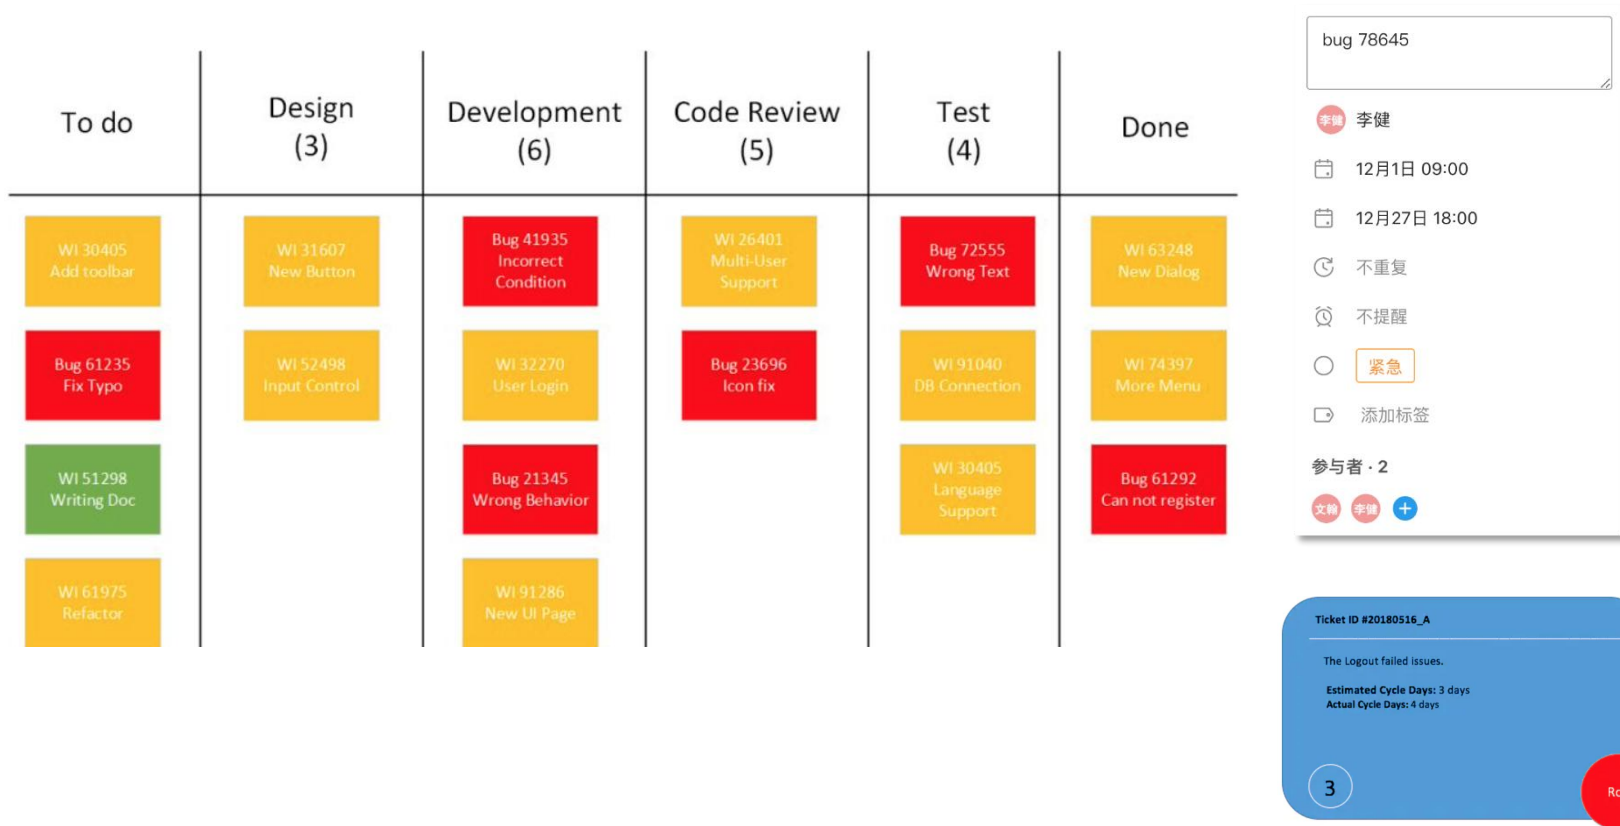 To do
Design
(3)
Development
(6)
Code Review
(5)
Test
(4)
Done
WI 30405
Add toolbar
Bug 61235
Fix Typo
WI 51298
Writing Doc
WI 61975
Refactor
WI 31607
New Button
WI 52498
Input Control
Bug 41935
Incorrect
Condition
WI 32270
User Login
Bug 21345
Wrong Behavior
WI 91286
New UI Page
WI 26401
Multi-User
Support
Bug 23696
Icon fix
Bug 72555
Wrong Text
WI 91040
DB Connection
WI 30405
Language
Support
WI 63248
New Dialog
WI 74397
More Menu
Bug 61292
Can not register
bug 78645
李健 李健
12月1日 09:00
12月27日 18:00
不重复
不提醒
紧急
添加标签
参与者 · 2
文翰 李健
Ticket ID #20180516_A
The Logout failed issues.
Estimated Cycle Days: 3 days
Actual Cycle Days: 4 days
3